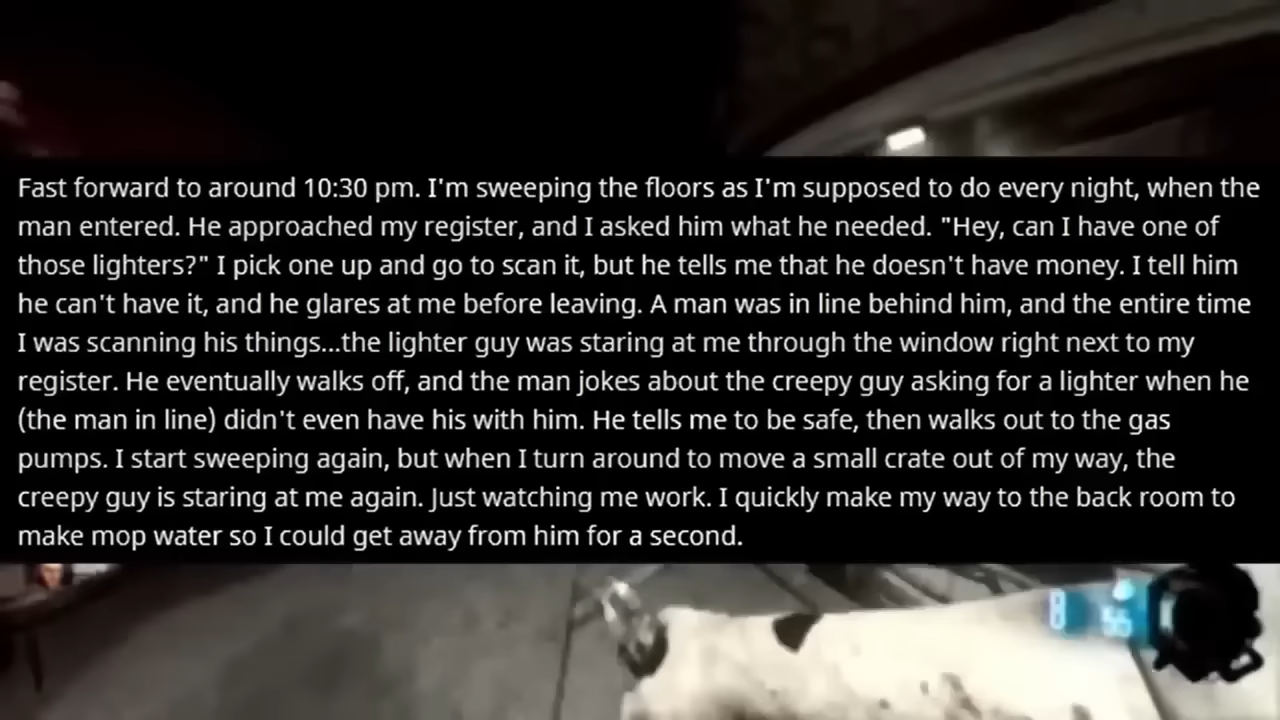 Fast forward to around 10:30 pm. I'm sweeping the floors as I'm supposed to do every night, when the
man entered. He approached my register, and I asked him what he needed. "Hey, can I have one of
those lighters?" I pick one up and go to scan it, but he tells me that he doesn't have money. I tell him
he can't have it, and he glares at me before leaving. A man was in line behind him, and the entire time
I was scanning his things...the lighter guy was staring at me through the window right next to my
register. He eventually walks off, and the man jokes about the creepy guy asking for a lighter when he
(the man in line) didn't even have his with him. He tells me to be safe, then walks out to the gas
pumps. I start sweeping again, but when I turn around to move a small crate out of my way, the
creepy guy is staring at me again. Just watching me work. I quickly make my way to the back room to
make mop water so I could get away from him for a second.
8